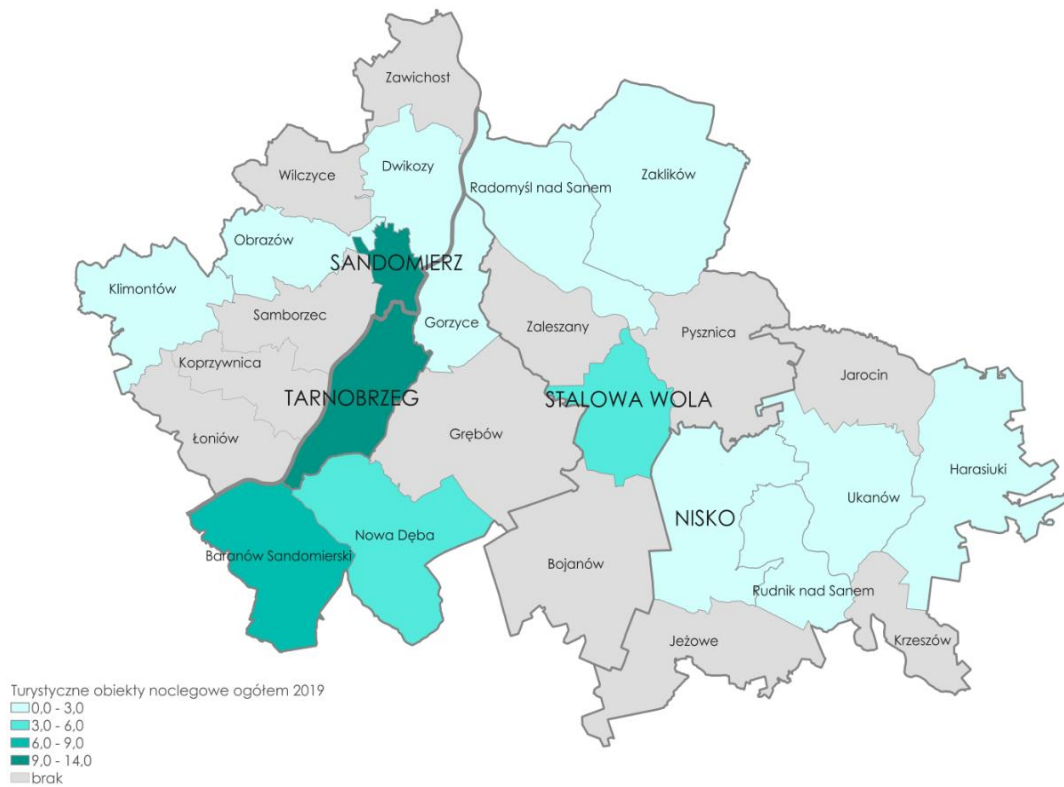 Zawichost
Dwikozy
Wilczyce
Radomyśl nad Sanem
Zaklików
Obrazów
SANDOMIERZ
Klimontów
Samborzec
Gorzyce
Zaleszany
Pysznica
Koprzywnica
Jarocin
TARNOBRZEG
STALOWA WOLA
Łoniów
Grębów
Harasiuki
Ukanów
NISKO
Nowa Dęba
Baranów Sandomierski
Bojanów
Rudnik nad Sanem
Jeżowe
Krzeszów
Turystyczne obiekty noclegowe ogółem 2019
0,0 - 3,0
3,0 - 6,0
6,0 - 9,0
9,0 - 14,0
brak